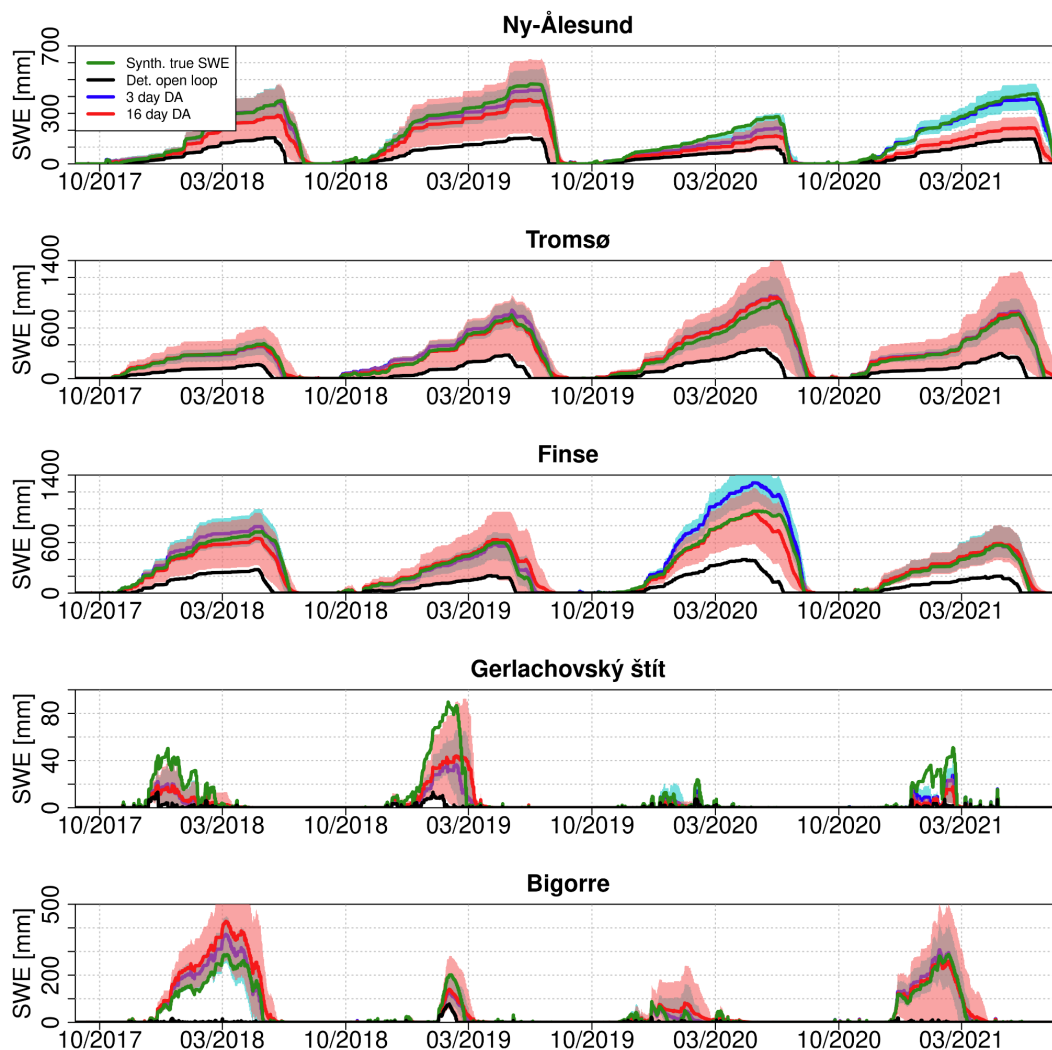 Ny-Ålesund
SWE [mm]
0 300 700
Synth. true SWE
Det. open loop
3 day DA
16 day DA
10/2017 03/2018 10/2018 03/2019 10/2019 03/2020 10/2020 03/2021
Tromsø
SWE [mm]
0 600 1400
10/2017 03/2018 10/2018 03/2019 10/2019 03/2020 10/2020 03/2021
Finse
SWE [mm]
0 600 1400
10/2017 03/2018 10/2018 03/2019 10/2019 03/2020 10/2020 03/2021
Gerlachovský štít
SWE [mm]
0 40 80
10/2017 03/2018 10/2018 03/2019 10/2019 03/2020 10/2020 03/2021
Bigorre
SWE [mm]
0 200 500
10/2017 03/2018 10/2018 03/2019 10/2019 03/2020 10/2020 03/2021